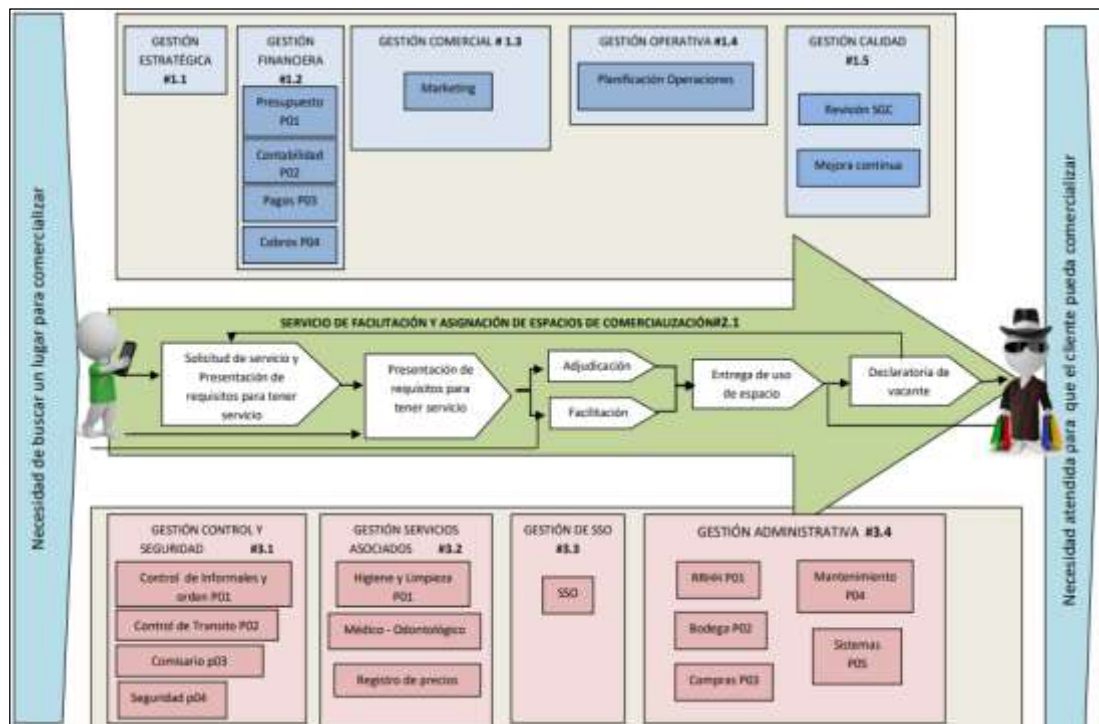 Necesidad de buscar un lugar para comercializar
GESTIÓN
ESTRATÉGICA
#1.1
GESTIÓN
FINANCIERA
#1.2
Presupuesto
P01
Contabilidad
P02
Pagos P03
Cobros P04
GESTIÓN COMERCIAL # 1.3
Marketing
GESTIÓN OPERATIVA #1.4
Planificación Operaciones
GESTIÓN CALIDAD
#1.5
Revisión SGC
Mejora continua
SERVICIO DE FACILITACIÓN Y ASIGNACIÓN DE ESPACIOS DE COMERCIALIZACIÓN#2.1
Solicitud de servicio y
Presentación de
requisitos para tener
servicio
Presentación de
requisitos para
tener servicio
Adjudicación
Facilitación
Entrega de uso
de espacio
Declaratoria de
vacante
GESTIÓN CONTROL Y
SEGURIDAD #3.1
Control de Informales y
orden P01
Control de Transito P02
Comisario p03
Seguridad p04
GESTIÓN SERVICIOS
ASOCIADOS #3.2
Higiene y Limpieza
P01
Médico - Odontológico
Registro de precios
GESTIÓN DE SSO
#3.3
SSO
GESTIÓN ADMINISTRATIVA #3.4
RRHH P01
Bodega P02
Compras P03
Mantenimiento
P04
Sistemas
P05
Necesidad atendida para que el cliente pueda comercializar